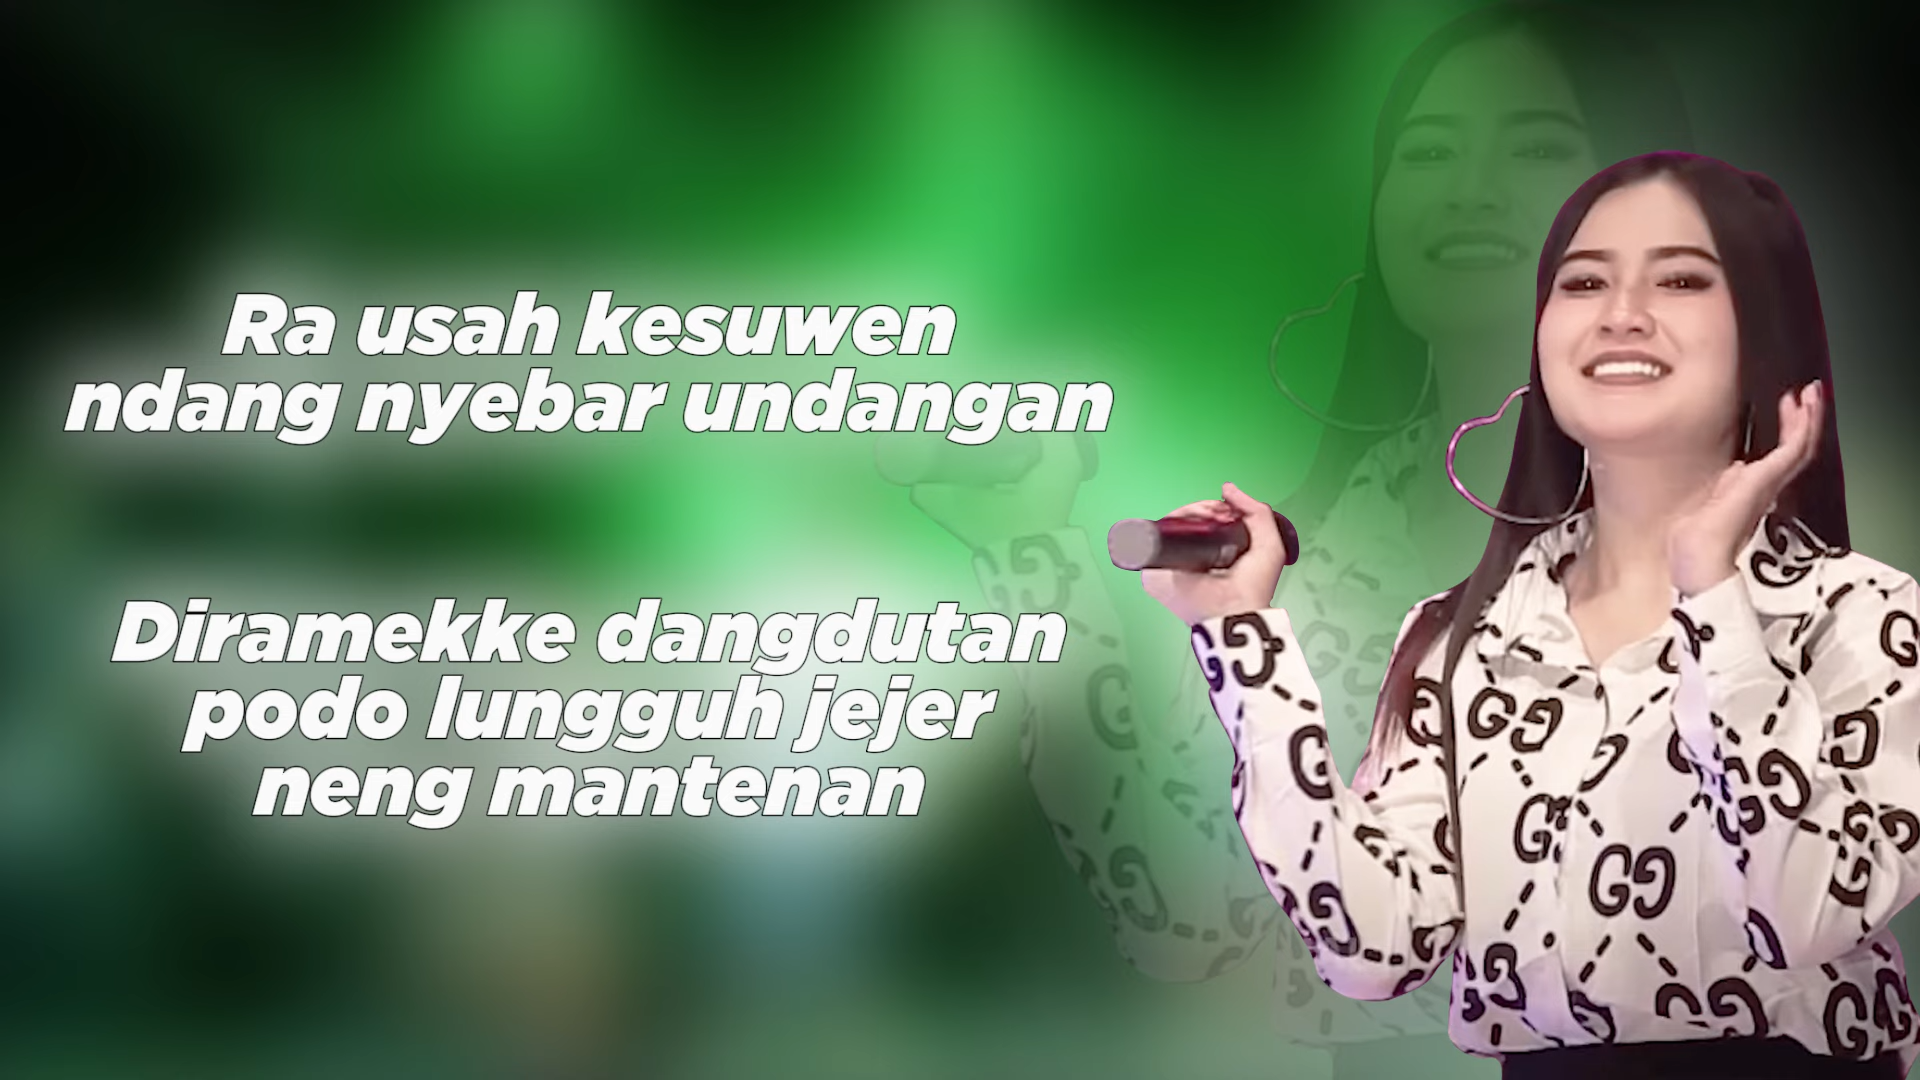 Ra usah kesuwen
ndang nyebar undangan
Diramekke dangdutan
podo lungguh jejer
neng mantenan